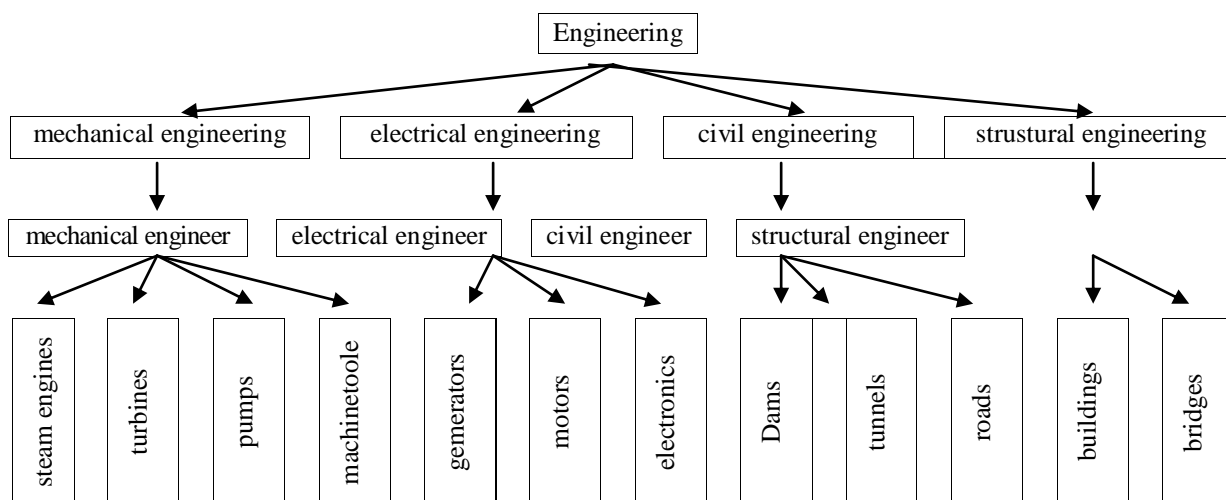 Engineering
mechanical engineering
electrical engineering
civil engineering
strustural engineering
mechanical engineer
electrical engineer
civil engineer
structural engineer
steam engines
turbines
pumps
machinetoole
gemerators
motors
electronics
Dams
tunnels
roads
buildings
bridges